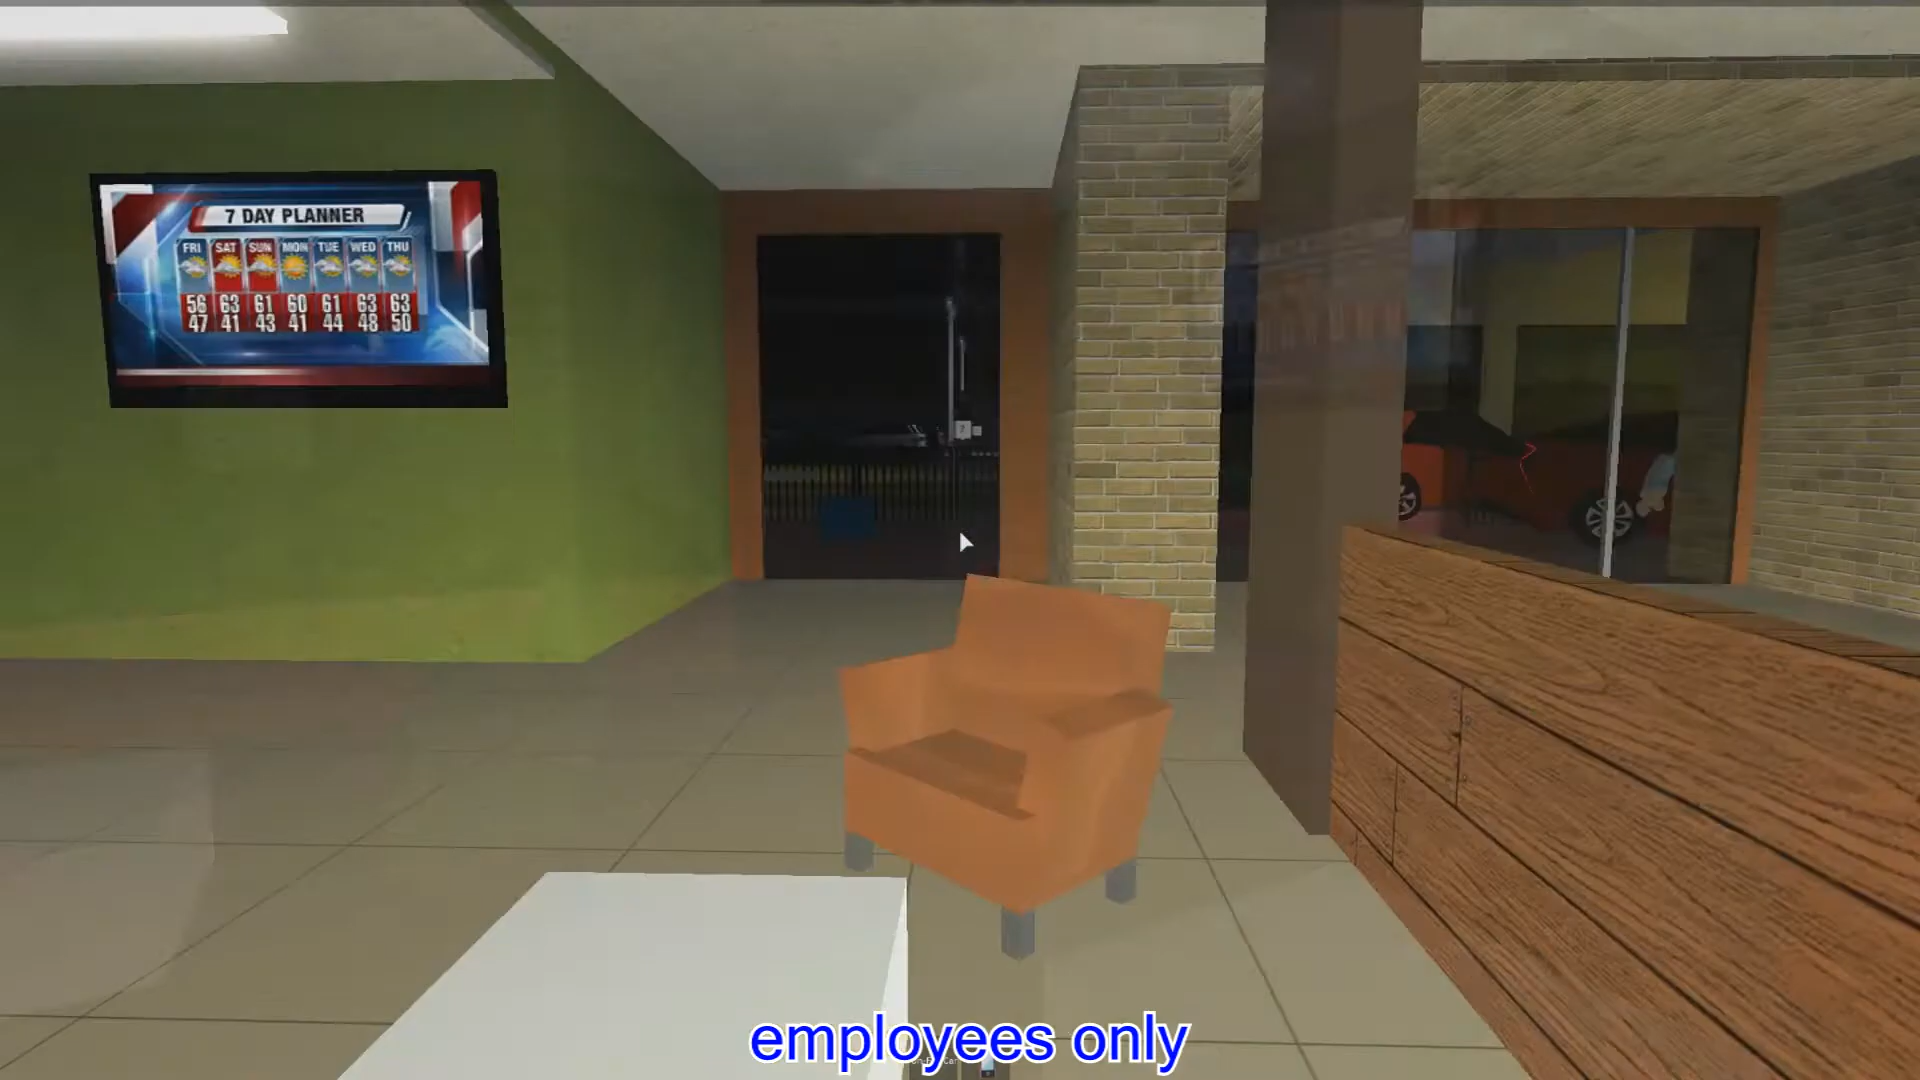 7 DAY PLANNER
FRI SAT SUN MON TUE WED THU
56 63 61 60 61 63 63
47 41 43 41 44 48 50
7
employees only